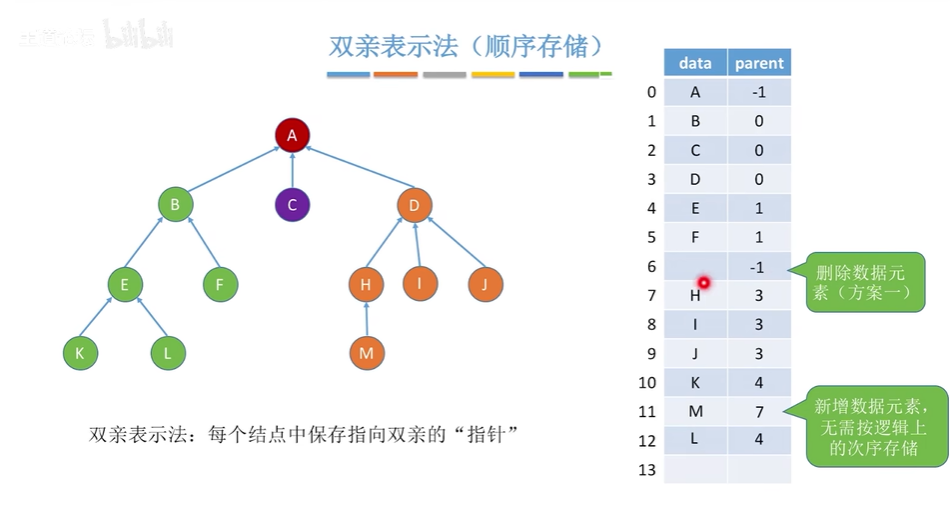 bilibili
双亲表示法（顺序存储）
data parent
0 A -1
1 B 0
2 C 0
3 D 0
4 E 1
5 F 1
6 -1
7 H 3
8 I 3
9 J 3
10 K 4
11 M 7
12 L 4
13
A
B C D
E F H I J
K L M
删除数据元
素（方案一）
新增数据元素，
无需按逻辑上
的次序存储
双亲表示法：每个结点中保存指向双亲的“指针”